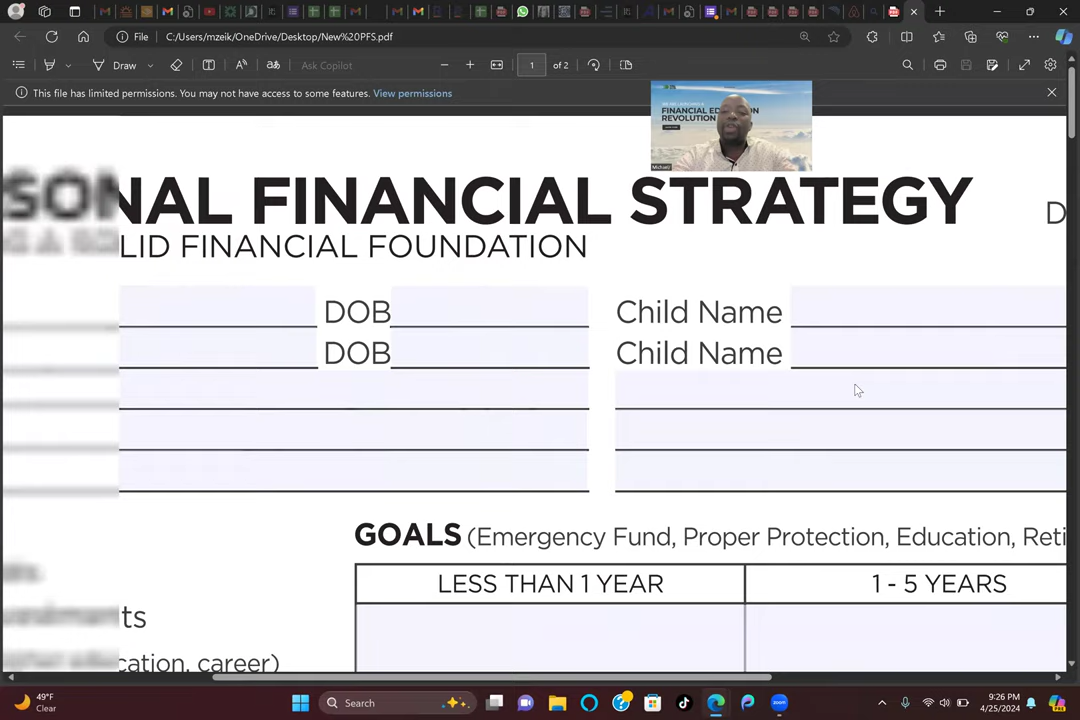 File
C:/Users/mzeik/OneDrive/Desktop/New%20PFS.pdf
Draw
Ask Copilot
1
of 2
This file has limited permissions. You may not have access to some features. View permissions
FINANCIAL
REVOLUTION
Michael
SONAL FINANCIAL STRATEGY
D
LID FINANCIAL FOUNDATION
DOB
Child Name
DOB
Child Name
GOALS (Emergency Fund, Proper Protection, Education, Reti
LESS THAN 1 YEAR
1 - 5 YEARS
ts
cation, career)
49°F
Clear
Search
9:26 PM
4/25/2024